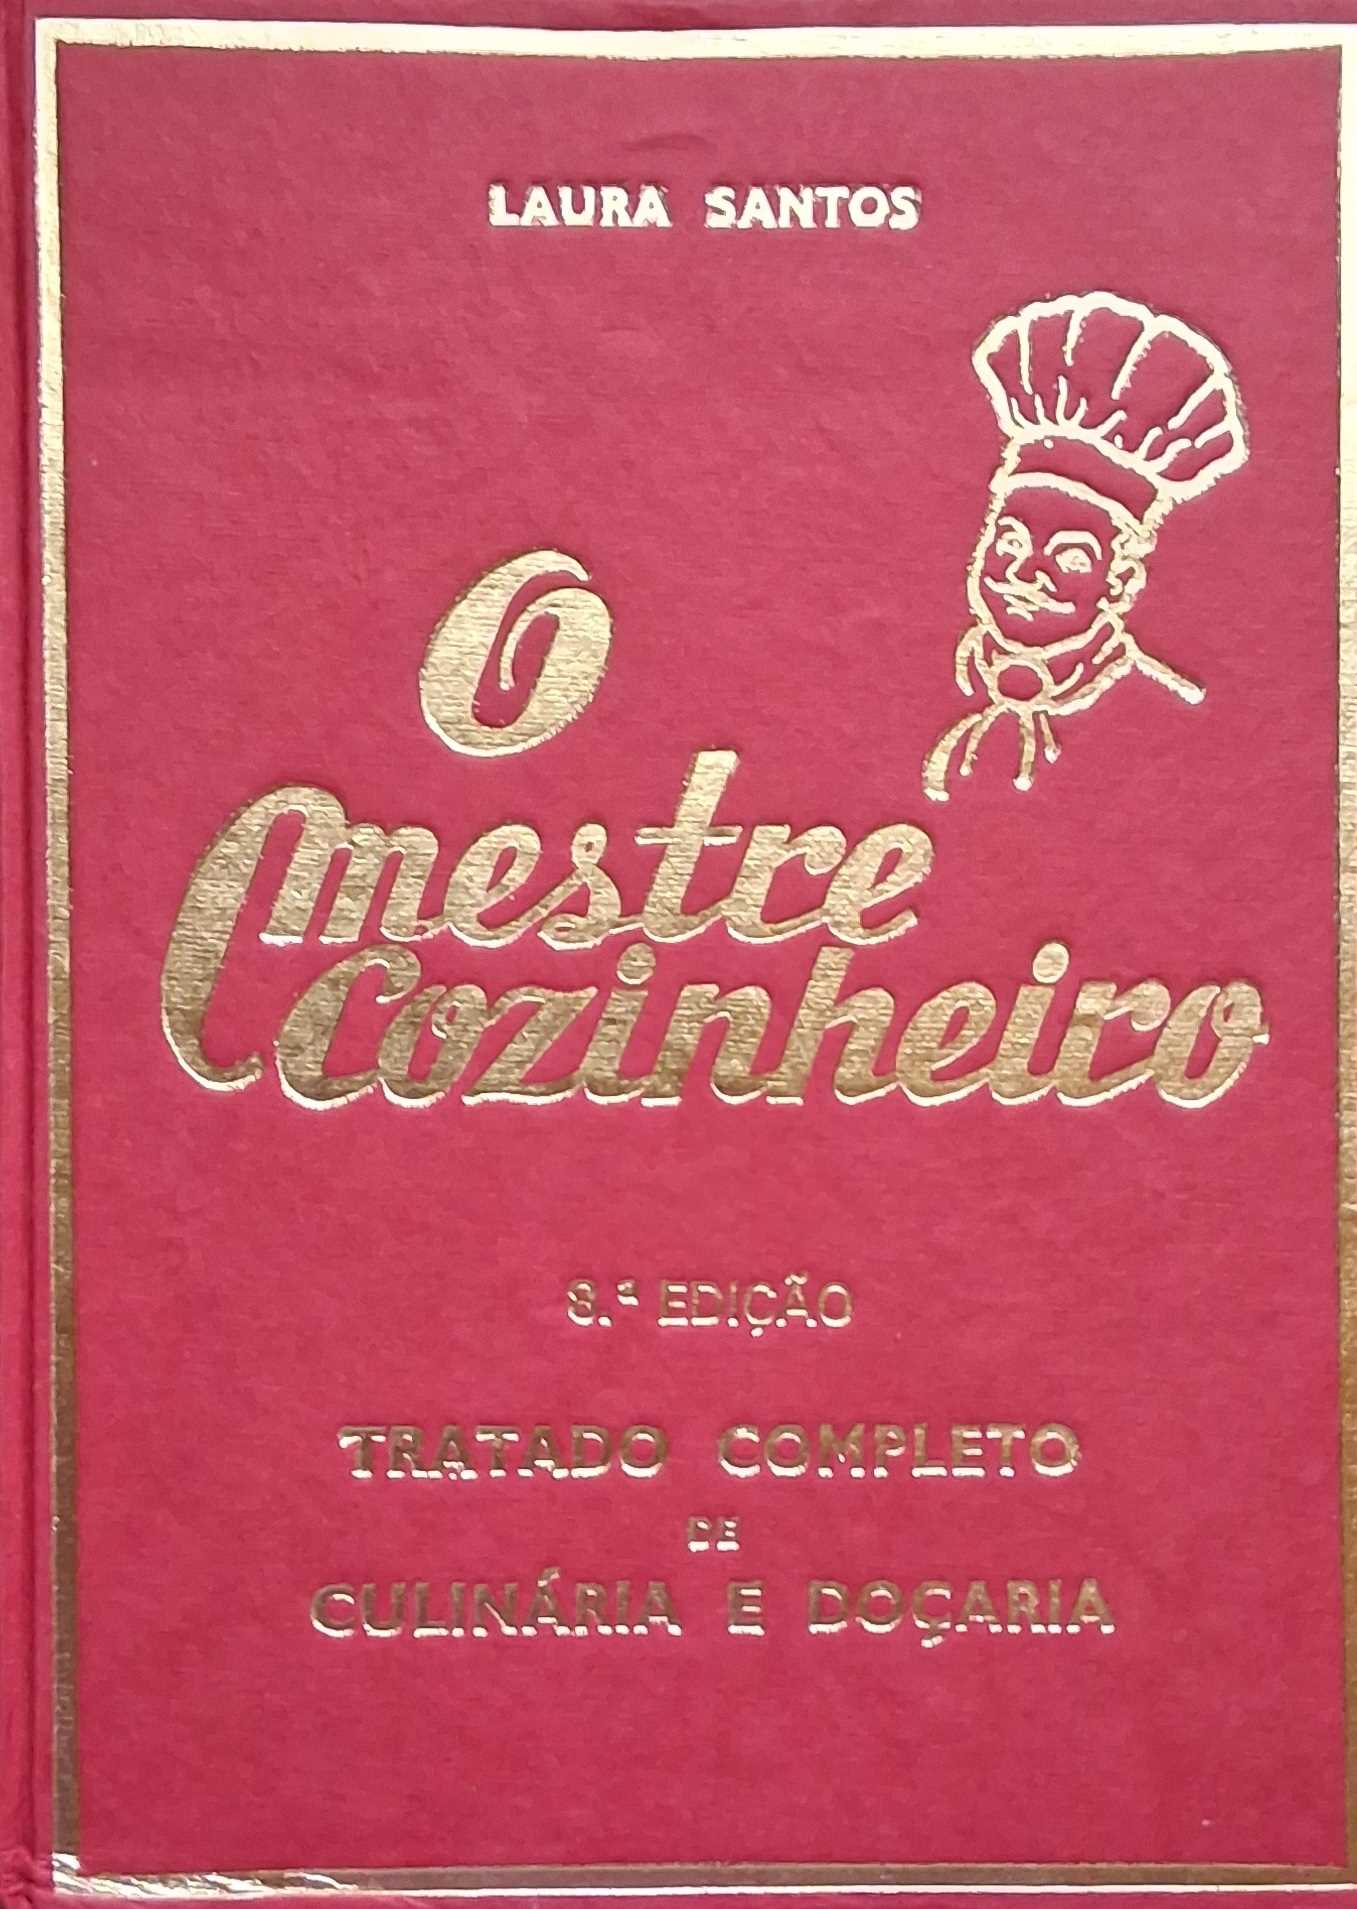 LAURA SANTOS
O
mestre
Cozinheiro
8.ª EDIÇÃO
TRATADO COMPLETO
DE
CULINÁRIA E DOÇARIA